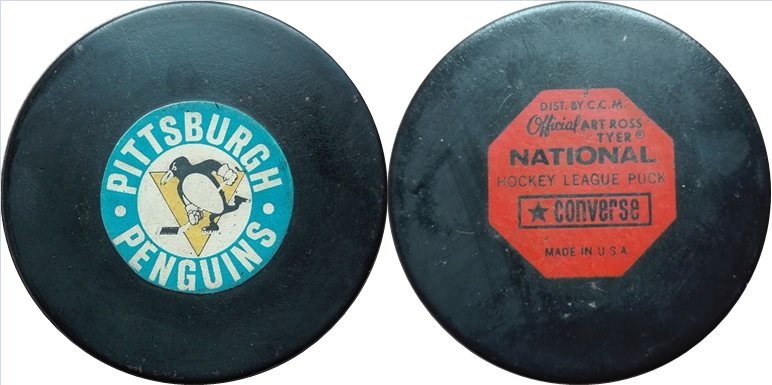 PITTSBURGH
PENGUINS
DIST. BY C.C.M.
Official ART ROSS
TYER®
NATIONAL
HOCKEY LEAGUE PUCK
★ converse
MADE IN U.S.A.